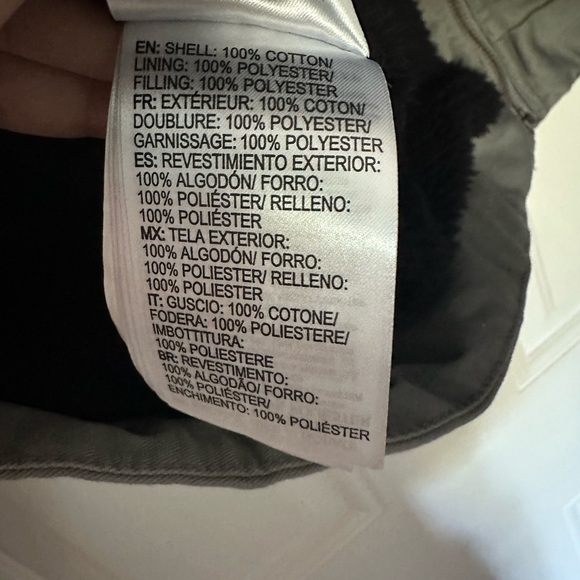 EN: SHELL: 100% COTTON/
LINING: 100% POLYESTER/
FILLING: 100% POLYESTER
FR: EXTÉRIEUR: 100% COTON/
DOUBLURE: 100% POLYESTER/
GARNISSAGE: 100% POLYESTER
ES: REVESTIMIENTO EXTERIOR:
100% ALGODÓN/ FORRO:
100% POLIÉSTER/ RELLENO:
100% POLIÉSTER
MX: TELA EXTERIOR:
100% ALGODÓN/ FORRO:
100% POLIESTER/ RELLENO:
100% POLIESTER
IT: GUSCIO: 100% COTONE/
FODERA: 100% POLIESTERE/
IMBOTTITURA:
100% POLIESTERE
BR: REVESTIMENTO:
100% ALGODÃO/ FORRO:
100% POLIÉSTER/
ENCHIMENTO: 100% POLIÉSTER